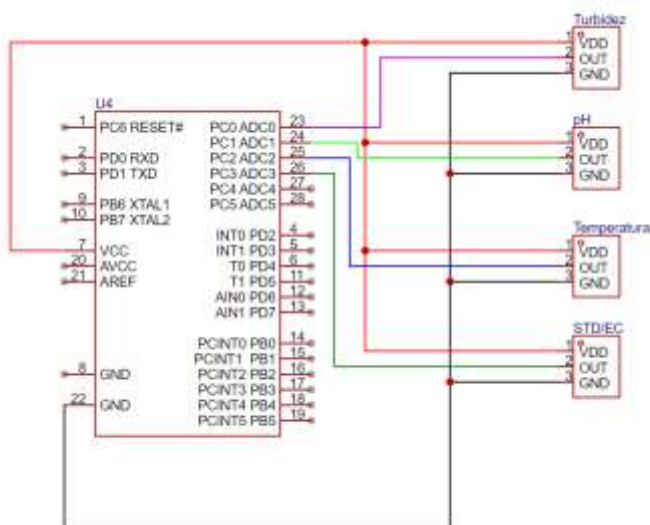 U4
1 PC6 RESET#
2 PD0 RXD
3 PD1 TXD
9 PB6 XTAL1
10 PB7 XTAL2
7 VCC
20 AVCC
21 AREF
8 GND
22 GND
PC0 ADC0 23
PC1 ADC1 24
PC2 ADC2 25
PC3 ADC3 26
PC4 ADC4 27
PC5 ADC5 28
INT0 PD2 4
INT1 PD3 5
T0 PD4 6
T1 PD5 11
AIN0 PD6 12
AIN1 PD7 13
PCINT0 PB0 14
PCINT1 PB1 15
PCINT2 PB2 16
PCINT3 PB3 17
PCINT4 PB4 18
PCINT5 PB5 19
Turbidez
1 VDD
2 OUT
3 GND
pH
1 VDD
2 OUT
3 GND
Temperatura
1 VDD
2 OUT
3 GND
STD/EC
1 VDD
2 OUT
3 GND